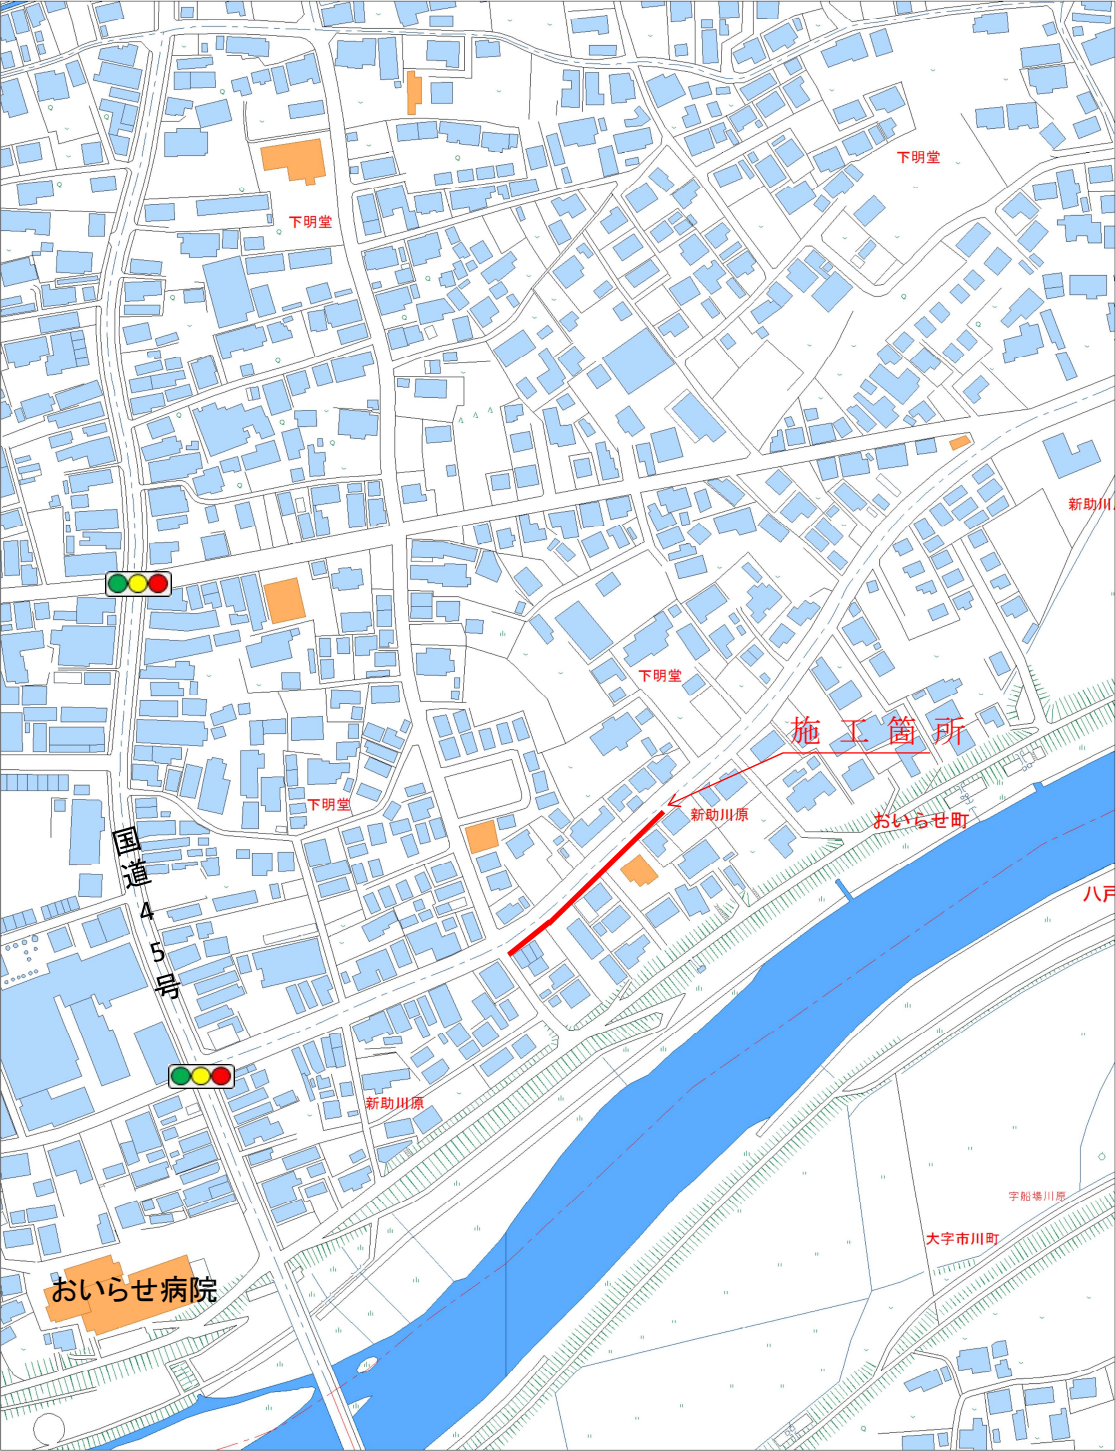 下明堂
下明堂
新助川
下明堂
施工箇所
下明堂
新助川原
おいらせ町
国道45号
八戸
新助川原
字船場川原
大字市川町
おいらせ病院